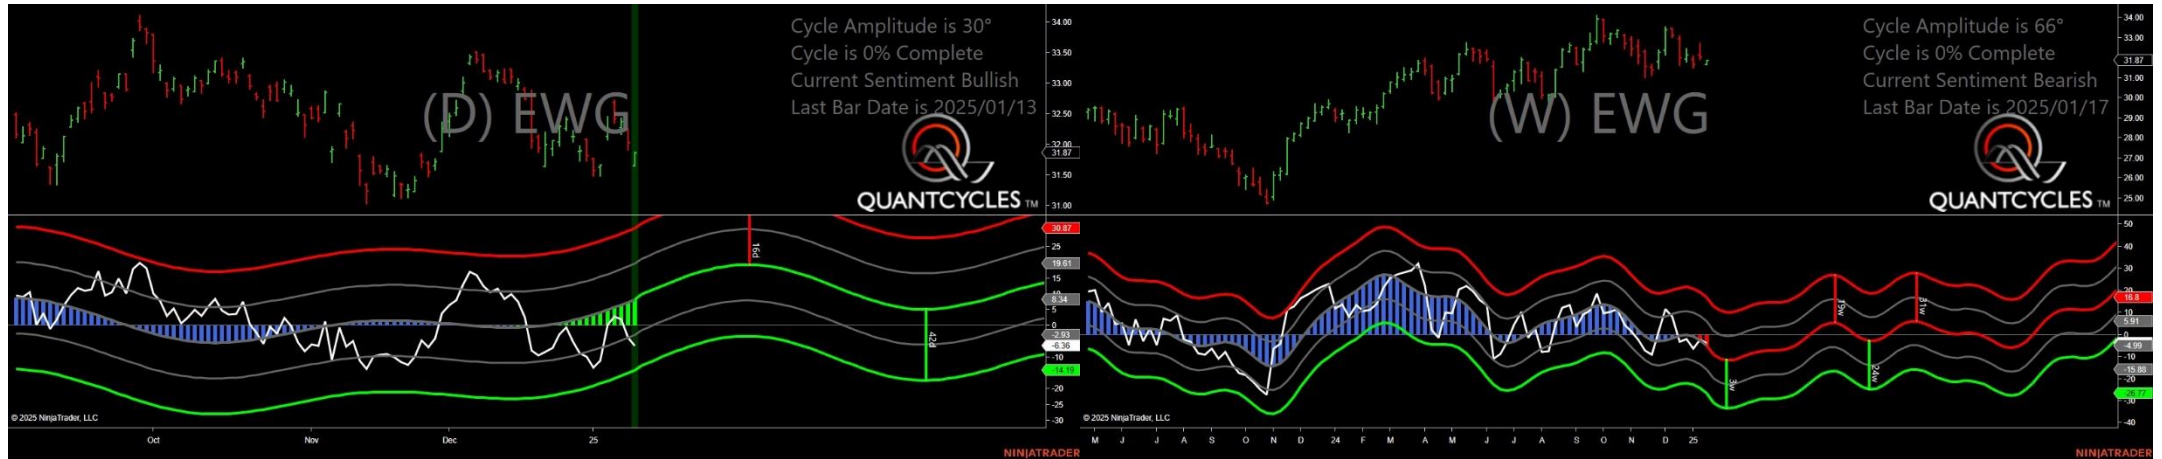 Cycle Amplitude is 30°
Cycle is 0% Complete
Current Sentiment Bullish
Last Bar Date is 2025/01/13
(D) EWG
QUANTCYCLES TM
34.00
33.50
33.00
32.50
32.00
31.87
31.50
31.00
30.87
25
19.61
15
8.34
5
0
-2.93
-6.36
-10
-14.19
-20
-25
-30
16d
42d
© 2025 NinjaTrader, LLC
Oct Nov Dec 25
NINJATRADER
Cycle Amplitude is 66°
Cycle is 0% Complete
Current Sentiment Bearish
Last Bar Date is 2025/01/17
(W) EWG
QUANTCYCLES TM
34.00
33.00
31.87
31.00
30.00
29.00
28.00
27.00
26.00
25.00
50
40
30
20
16.8
5.91
0
-4.99
-10
-15.88
-20
-26.77
-30
-40
19w
31w
3w
24w
© 2025 NinjaTrader, LLC
M J J A S O N D 24 F M A M J J A S O N D 25
NINJATRADER